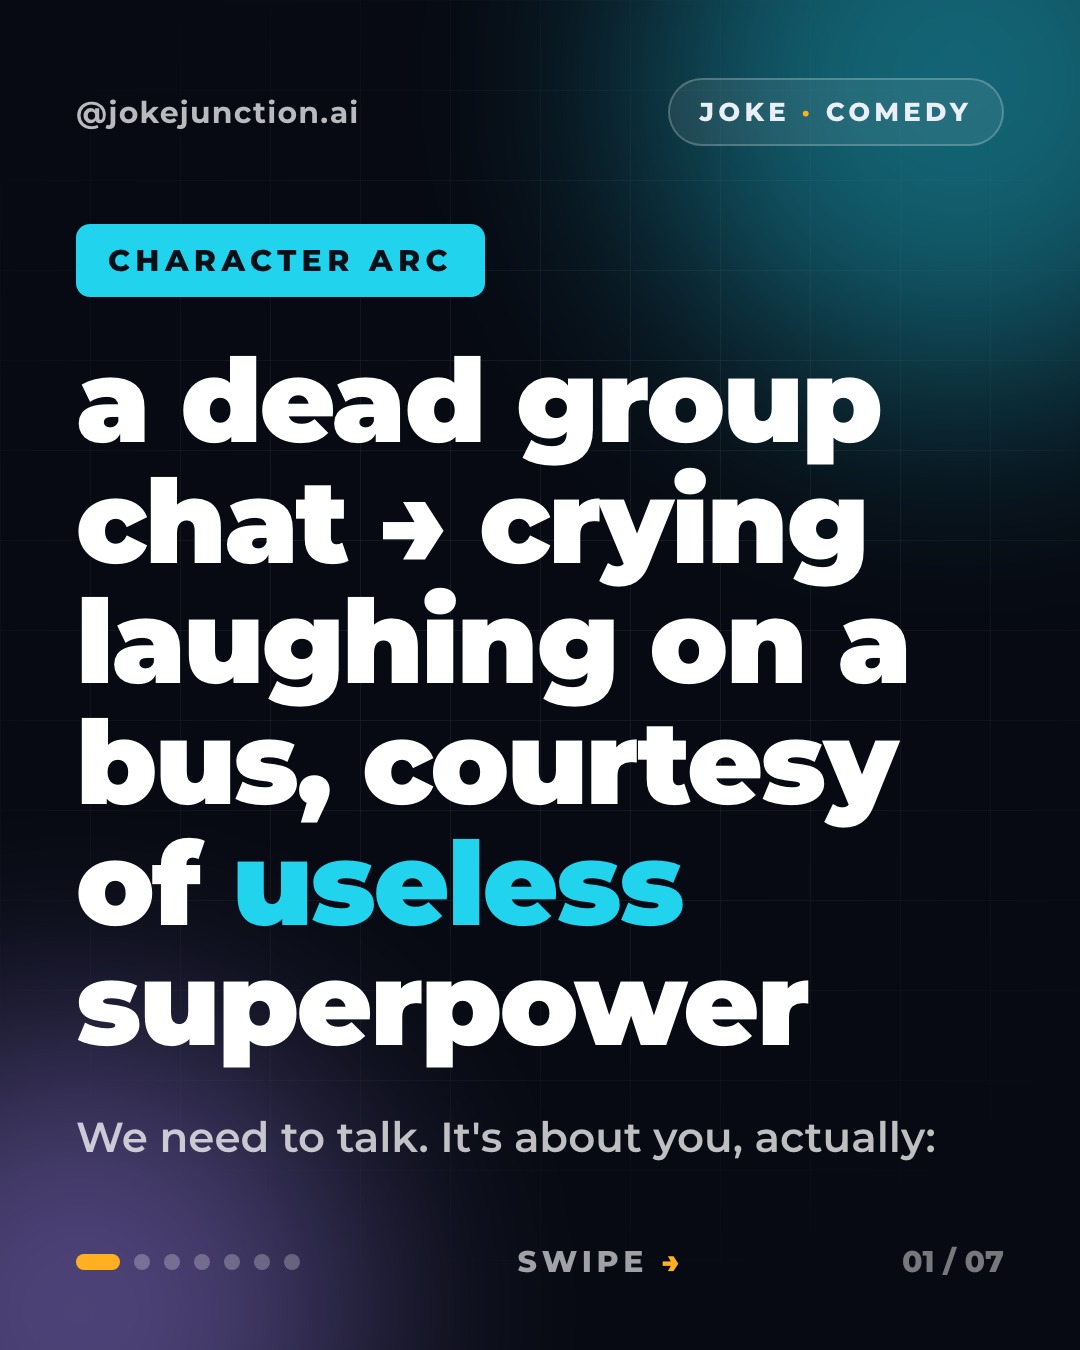 @jokejunction.ai
JOKE · COMEDY
CHARACTER ARC
a dead group
chat → crying
laughing on a
bus, courtesy
of useless
superpower
We need to talk. It's about you, actually:
SWIPE →
01 / 07